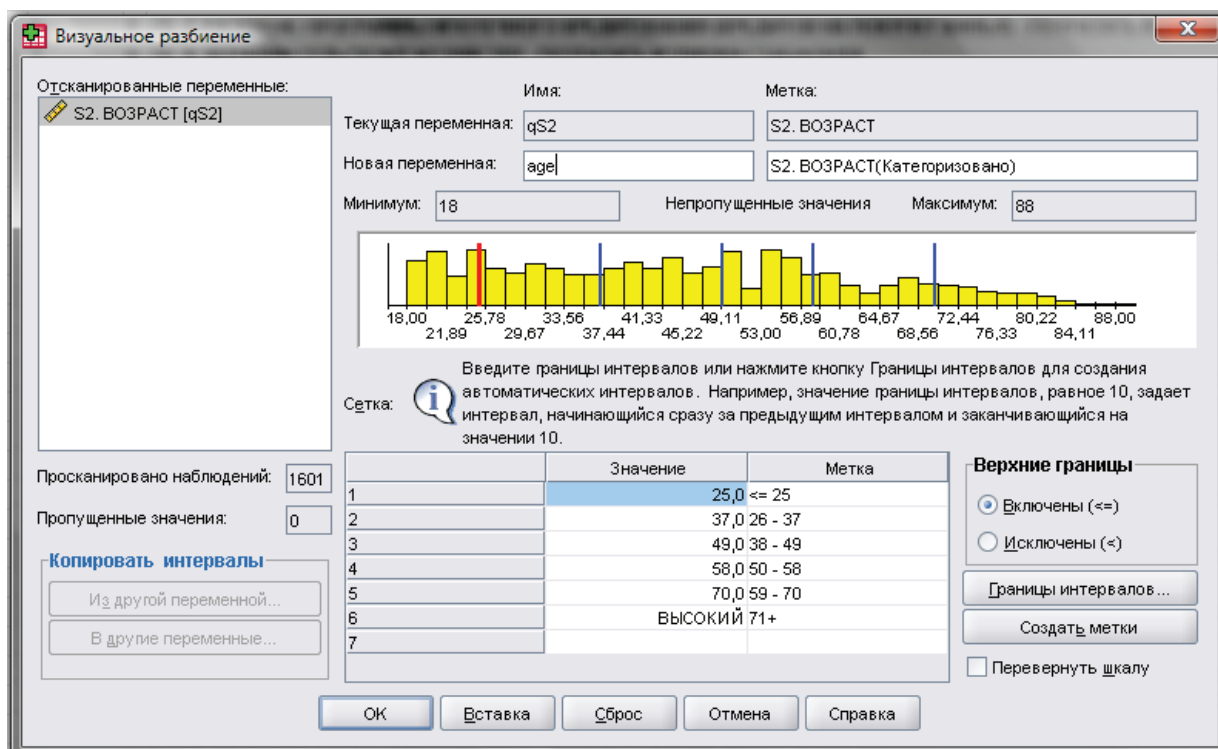 Визуальное разбиение
Отсканированные переменные:
S2. ВОЗРАСТ [qS2]
Имя: Метка:
Текущая переменная: qS2 S2. ВОЗРАСТ
Новая переменная: age S2. ВОЗРАСТ(Категоризовано)
Минимум: 18 Непропущенные значения Максимум: 88
18,00 25,78 33,56 41,33 49,11 56,89 64,67 72,44 80,22 88,00
21,89 29,67 37,44 45,22 53,00 60,78 68,56 76,33 84,11
Сетка:
Введите границы интервалов или нажмите кнопку Границы интервалов для создания
автоматических интервалов. Например, значение границы интервалов, равное 10, задает
интервал, начинающийся сразу за предыдущим интервалом и заканчивающийся на
значении 10.
Просканировано наблюдений: 1601
Пропущенные значения: 0
Копировать интервалы
Из другой переменной...
В другие переменные...
Значение Метка
1 25,0 <= 25
2 37,0 26 - 37
3 49,0 38 - 49
4 58,0 50 - 58
5 70,0 59 - 70
6 ВЫСОКИЙ 71+
7
Верхние границы
Включены (<=)
Исключены (<)
Границы интервалов...
Создать метки
Перевернуть шкалу
OK Вставка Сброс Отмена Справка